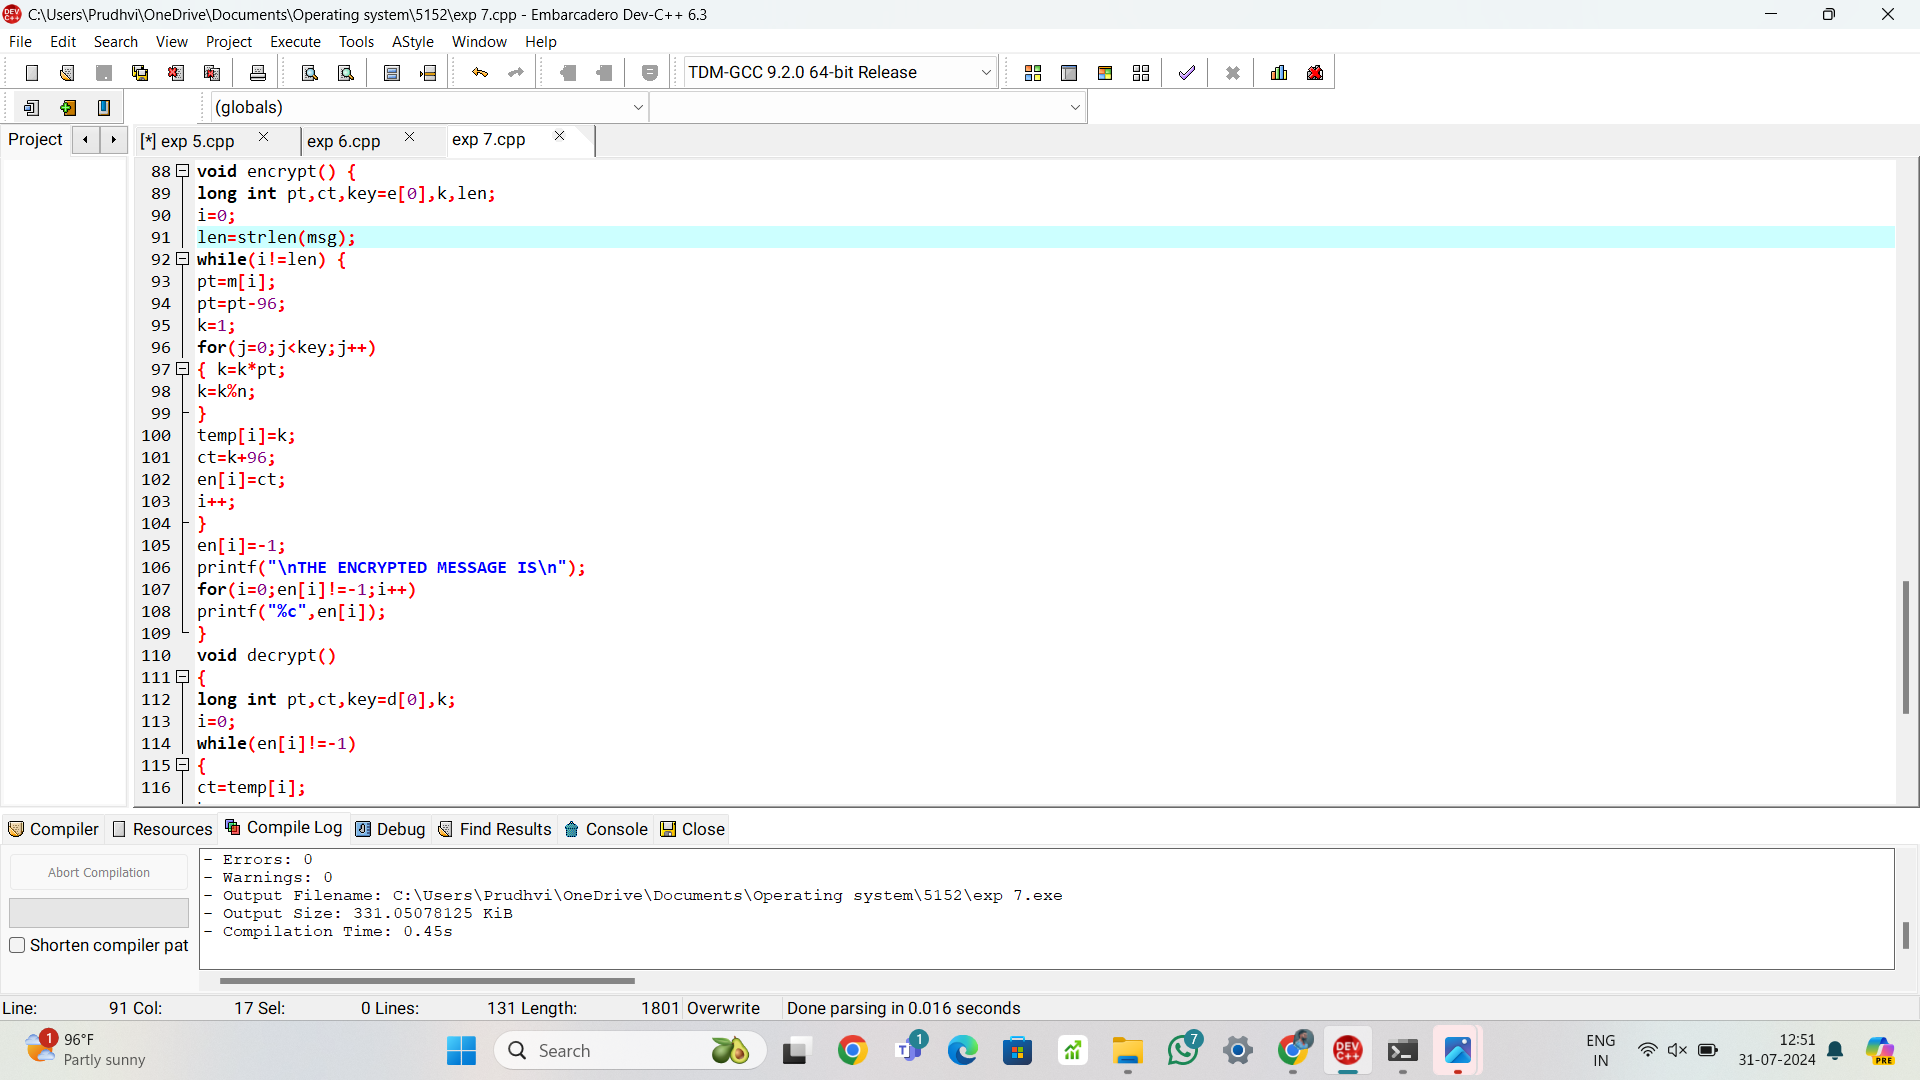 C:\Users\Prudhvi\OneDrive\Documents\Operating system\5152\exp 7.cpp - Embarcadero Dev-C++ 6.3
File Edit Search View Project Execute Tools AStyle Window Help
TDM-GCC 9.2.0 64-bit Release
(globals)
Project [*] exp 5.cpp exp 6.cpp exp 7.cpp
88 void encrypt() {
89 long int pt,ct,key=e[0],k,len;
90 i=0;
91 len=strlen(msg);
92 while(i!=len) {
93 pt=m[i];
94 pt=pt-96;
95 k=1;
96 for(j=0;j<key;j++)
97 { k=k*pt;
98 k=k%n;
99 }
100 temp[i]=k;
101 ct=k+96;
102 en[i]=ct;
103 i++;
104 }
105 en[i]=-1;
106 printf("\nTHE ENCRYPTED MESSAGE IS\n");
107 for(i=0;en[i]!=-1;i++)
108 printf("%c",en[i]);
109 }
110 void decrypt()
111 {
112 long int pt,ct,key=d[0],k;
113 i=0;
114 while(en[i]!=-1)
115 {
116 ct=temp[i];
Compiler Resources Compile Log Debug Find Results Console Close
Abort Compilation
Shorten compiler pat
- Errors: 0
- Warnings: 0
- Output Filename: C:\Users\Prudhvi\OneDrive\Documents\Operating system\5152\exp 7.exe
- Output Size: 331.05078125 KiB
- Compilation Time: 0.45s
Line: 91 Col: 17 Sel: 0 Lines: 131 Length: 1801 Overwrite Done parsing in 0.016 seconds
1 96°F
Partly sunny
Search
1
7
DEV C++
ENG
IN
12:51
31-07-2024
PRE